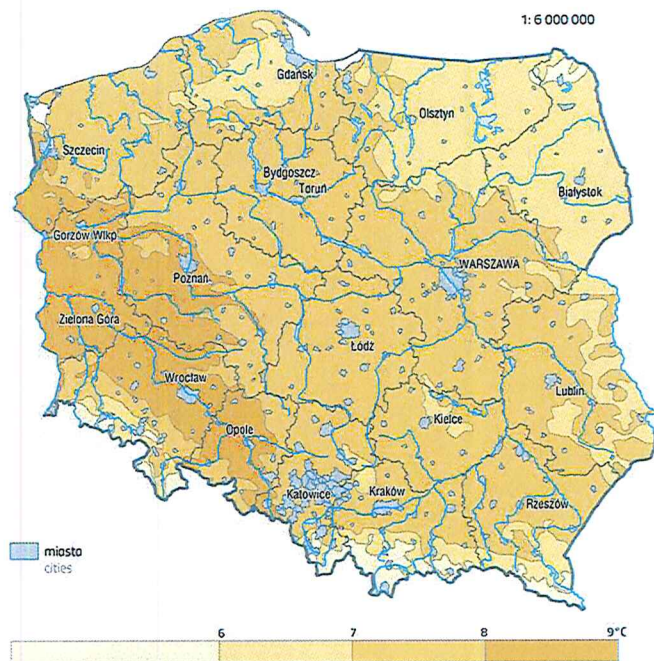 1: 6 000 000
Gdańsk
Olsztyn
Szczecin
Bydgoszcz
Toruń
Białystok
Gorzów Wlkp
Poznań
WARSZAWA
Zielona Góra
Łódź
Wrocław
Lublin
Opole
Kielce
Katowice
Kraków
Rzeszów
miasta
cities
6 7 8 9°C